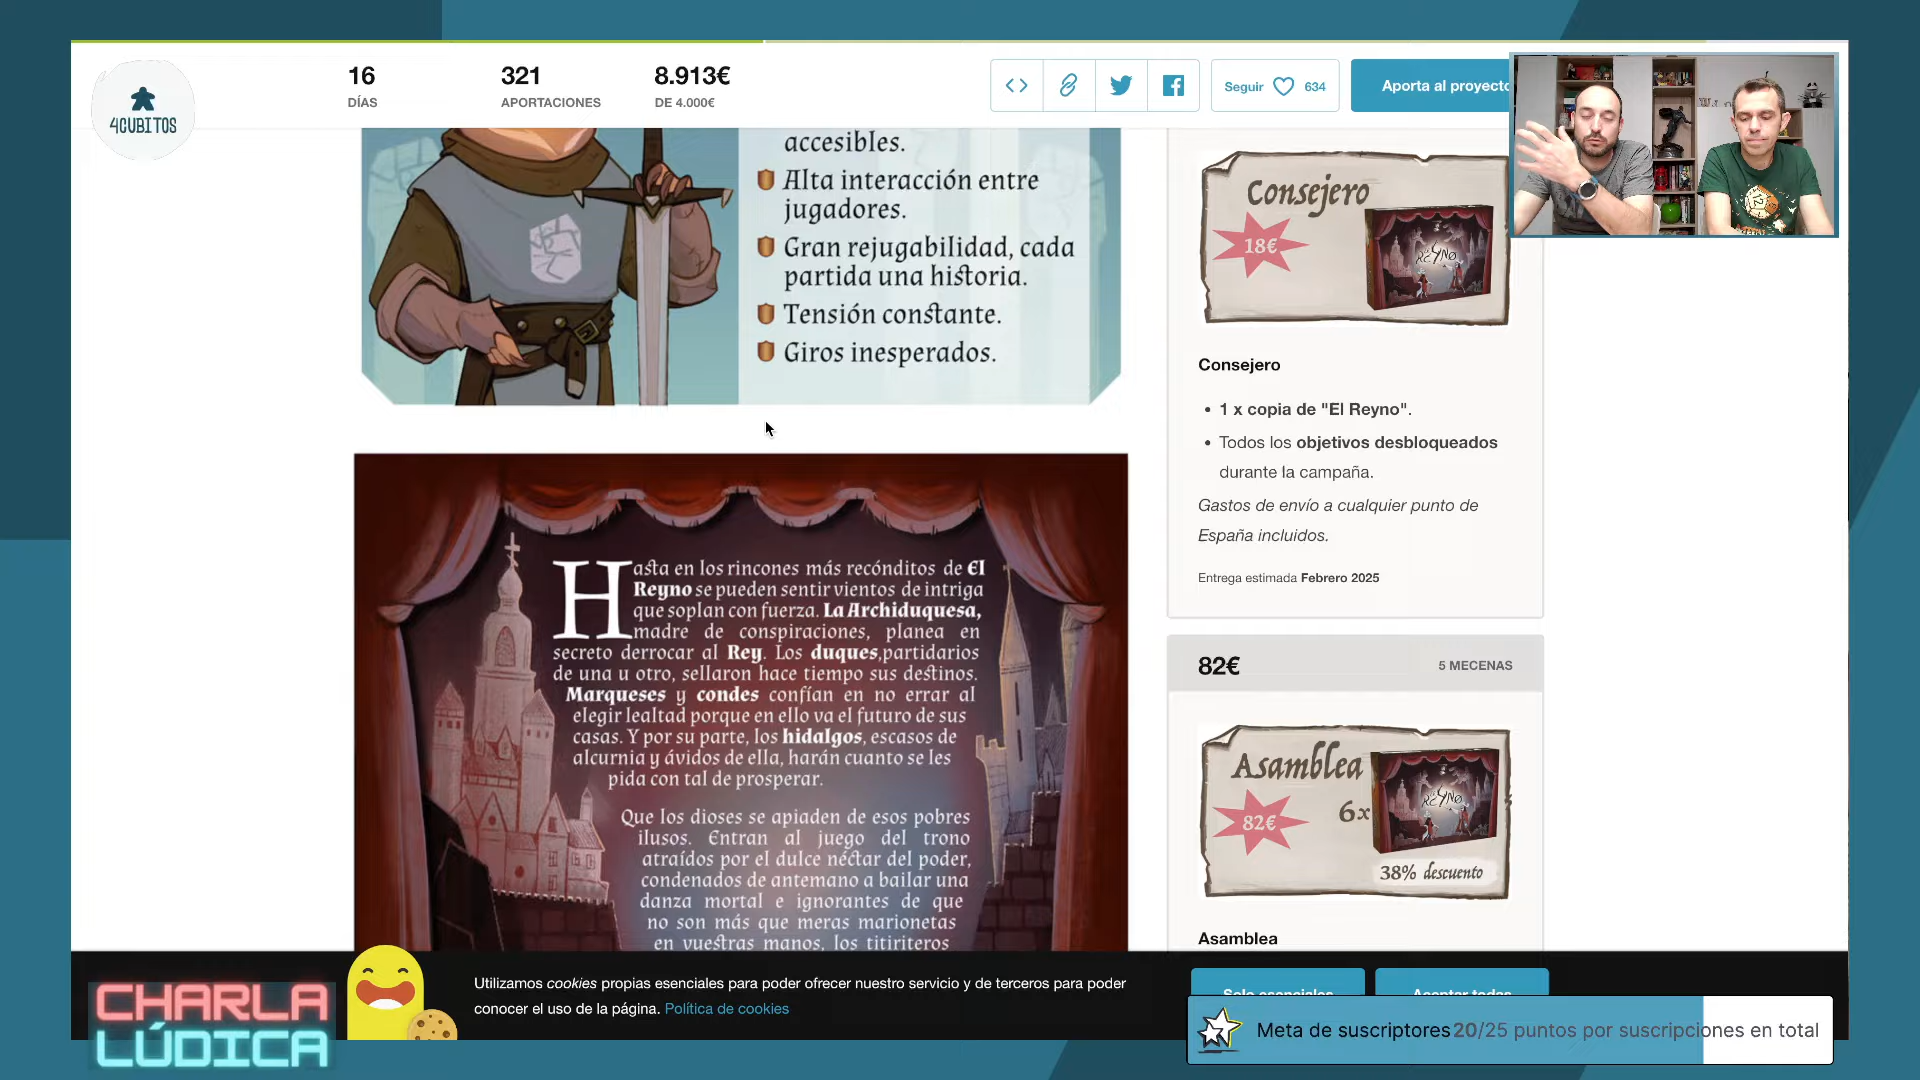 4CUBITOS
16
DÍAS
321
APORTACIONES
8.913€
DE 4.000€
Seguir 634
Aporta al proyecto
accesibles.
Alta interacción entre
jugadores.
Gran rejugabilidad, cada
partida una historia.
Tensión constante.
Giros inesperados.
Hasta en los rincones más recónditos de El
Reyno se pueden sentir vientos de intriga
que soplan con fuerza. La Archiduquesa,
madre de conspiraciones, planea en
secreto derrocar al Rey. Los duques,partidarios
de una u otro, sellaron hace tiempo sus destinos.
Marqueses y condes confían en no errar al
elegir lealtad porque en ello va el futuro de sus
casas. Y por su parte, los hidalgos, escasos de
alcurnia y ávidos de ella, harán cuanto se les
pida con tal de prosperar.
Que los dioses se apiaden de esos pobres
ilusos. Entran al juego del trono
atraídos por el dulce néctar del poder,
condenados de antemano a bailar una
danza mortal e ignorantes de que
no son más que meras marionetas
en vuestras manos, los titiriteros
Consejero
18€
REYNO
Consejero
1 x copia de "El Reyno".
Todos los objetivos desbloqueados
durante la campaña.
Gastos de envío a cualquier punto de
España incluidos.
Entrega estimada Febrero 2025
82€
5 MECENAS
Asamblea
82€
6x
REYNO
38% descuento
Asamblea
Utilizamos cookies propias esenciales para poder ofrecer nuestro servicio y de terceros para poder
conocer el uso de la página. Política de cookies
Solo esenciales
Aceptar todas
CHARLA
LÚDICA
Meta de suscriptores 20/25 puntos por suscripciones en total